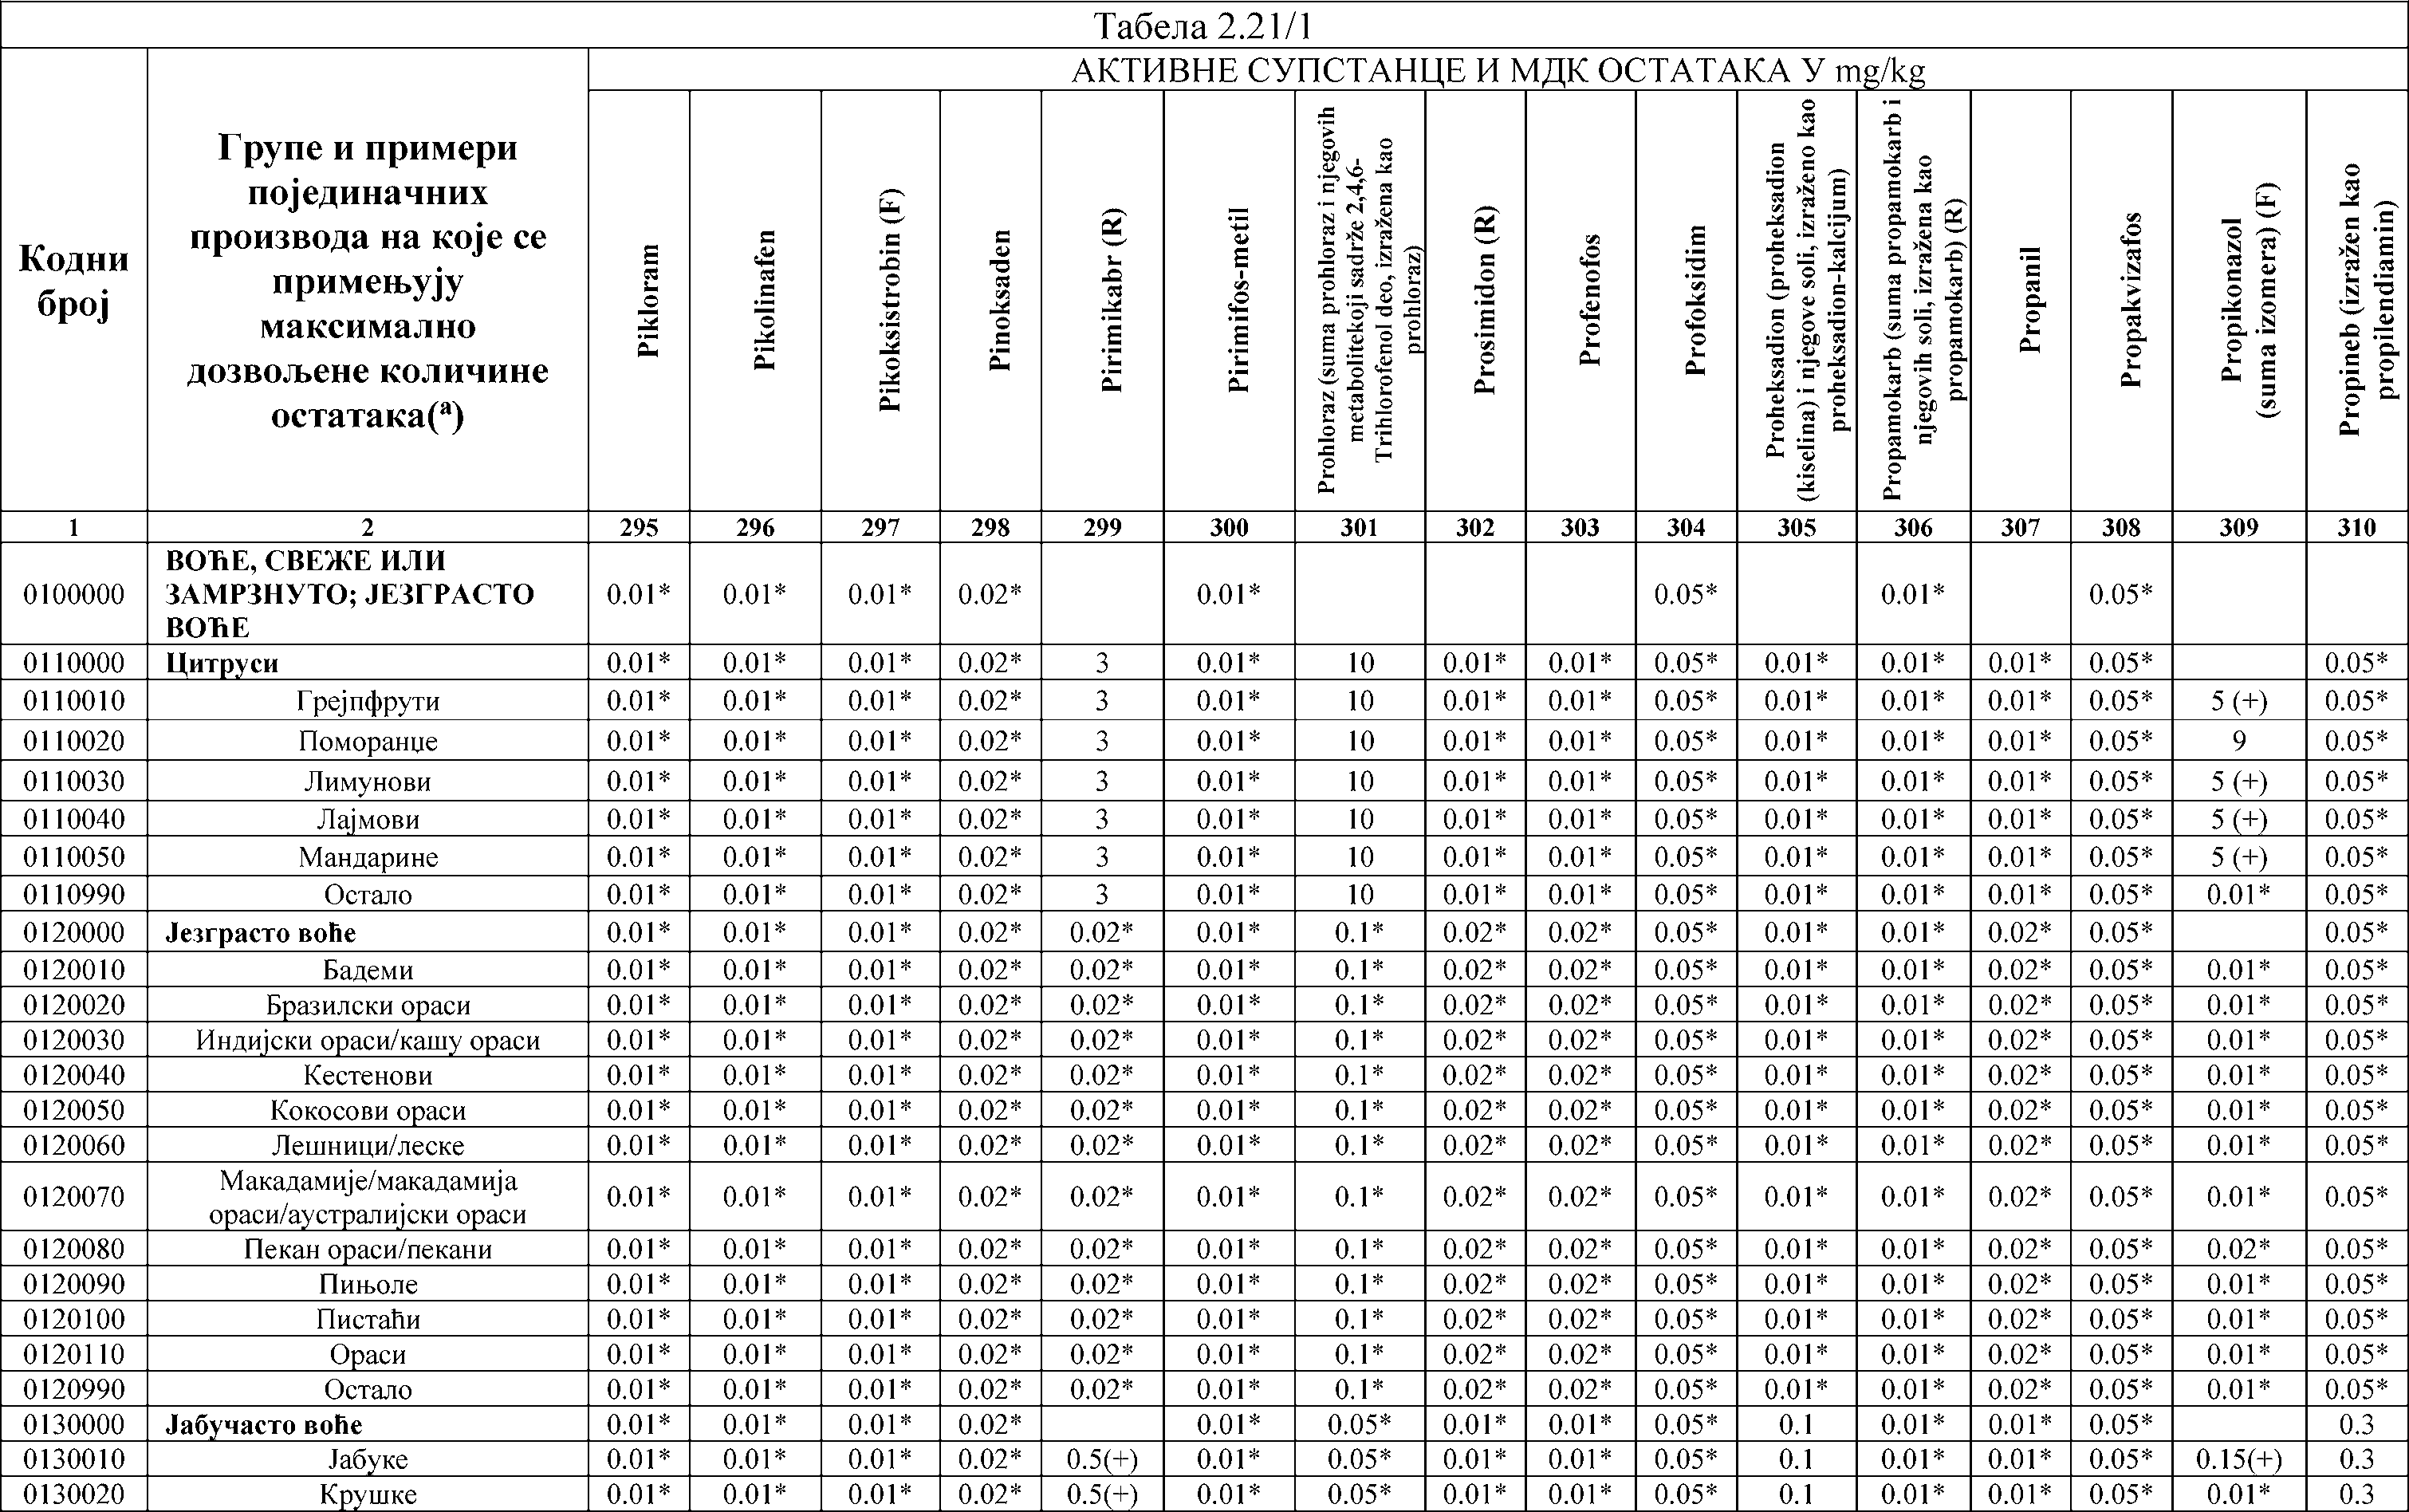 Табела 2.21/1
АКТИВНЕ СУПСТАНЦЕ И МДК ОСТАТАКА У mg/kg
Кодни
број
Групе и примери
појединачних
производа на које се
примењују
максимално
дозвољене количине
остатака(ᵃ)
Pikloram
Pikolinafen
Pikoksistrobin (F)
Pinoksaden
Pirimikabr (R)
Pirimifos-metil
Prohloraz (suma prohloraz i njegovih
metabolitekoji sadrže 2,4,6-
Trihlorofenol deo, izražena kao
prohloraz)
Prosimidon (R)
Profenofos
Profoksidim
Proheksadion (proheksadion
(kiselina) i njegove soli, izraženo kao
proheksadion-kalcijum)
Propamokarb (suma propamokarb i
njegovih soli, izražena kao
propamokarb) (R)
Propanil
Propakvizafos
Propikonazol
(suma izomera) (F)
Propineb (izražen kao
propilendiamin)
1 2 295 296 297 298 299 300 301 302 303 304 305 306 307 308 309 310
ВОЋЕ, СВЕЖЕ ИЛИ
0100000 ЗАМРЗНУТО; ЈЕЗГРАСТО 0.01* 0.01* 0.01* 0.02* 0.01* 0.05* 0.01* 0.05*
ВОЋЕ
0110000 Цитруси 0.01* 0.01* 0.01* 0.02* 3 0.01* 10 0.01* 0.01* 0.05* 0.01* 0.01* 0.01* 0.05* 0.05*
0110010 Грејпфрути 0.01* 0.01* 0.01* 0.02* 3 0.01* 10 0.01* 0.01* 0.05* 0.01* 0.01* 0.01* 0.05* 5 (+) 0.05*
0110020 Поморанџе 0.01* 0.01* 0.01* 0.02* 3 0.01* 10 0.01* 0.01* 0.05* 0.01* 0.01* 0.01* 0.05* 9 0.05*
0110030 Лимунови 0.01* 0.01* 0.01* 0.02* 3 0.01* 10 0.01* 0.01* 0.05* 0.01* 0.01* 0.01* 0.05* 5 (+) 0.05*
0110040 Лајмови 0.01* 0.01* 0.01* 0.02* 3 0.01* 10 0.01* 0.01* 0.05* 0.01* 0.01* 0.01* 0.05* 5 (+) 0.05*
0110050 Мандарине 0.01* 0.01* 0.01* 0.02* 3 0.01* 10 0.01* 0.01* 0.05* 0.01* 0.01* 0.01* 0.05* 5 (+) 0.05*
0110990 Остало 0.01* 0.01* 0.01* 0.02* 3 0.01* 10 0.01* 0.01* 0.05* 0.01* 0.01* 0.01* 0.05* 0.01* 0.05*
0120000 Језграсто воће 0.01* 0.01* 0.01* 0.02* 0.02* 0.01* 0.1* 0.02* 0.02* 0.05* 0.01* 0.01* 0.02* 0.05* 0.05*
0120010 Бадеми 0.01* 0.01* 0.01* 0.02* 0.02* 0.01* 0.1* 0.02* 0.02* 0.05* 0.01* 0.01* 0.02* 0.05* 0.01* 0.05*
0120020 Бразилски ораси 0.01* 0.01* 0.01* 0.02* 0.02* 0.01* 0.1* 0.02* 0.02* 0.05* 0.01* 0.01* 0.02* 0.05* 0.01* 0.05*
0120030 Индијски ораси/кашу ораси 0.01* 0.01* 0.01* 0.02* 0.02* 0.01* 0.1* 0.02* 0.02* 0.05* 0.01* 0.01* 0.02* 0.05* 0.01* 0.05*
0120040 Кестенови 0.01* 0.01* 0.01* 0.02* 0.02* 0.01* 0.1* 0.02* 0.02* 0.05* 0.01* 0.01* 0.02* 0.05* 0.01* 0.05*
0120050 Кокосови ораси 0.01* 0.01* 0.01* 0.02* 0.02* 0.01* 0.1* 0.02* 0.02* 0.05* 0.01* 0.01* 0.02* 0.05* 0.01* 0.05*
0120060 Лешници/леске 0.01* 0.01* 0.01* 0.02* 0.02* 0.01* 0.1* 0.02* 0.02* 0.05* 0.01* 0.01* 0.02* 0.05* 0.01* 0.05*
Макадамије/макадамија
0120070 ораси/аустралијски ораси 0.01* 0.01* 0.01* 0.02* 0.02* 0.01* 0.1* 0.02* 0.02* 0.05* 0.01* 0.01* 0.02* 0.05* 0.01* 0.05*
0120080 Пекан ораси/пекани 0.01* 0.01* 0.01* 0.02* 0.02* 0.01* 0.1* 0.02* 0.02* 0.05* 0.01* 0.01* 0.02* 0.05* 0.02* 0.05*
0120090 Пињоле 0.01* 0.01* 0.01* 0.02* 0.02* 0.01* 0.1* 0.02* 0.02* 0.05* 0.01* 0.01* 0.02* 0.05* 0.01* 0.05*
0120100 Пистаћи 0.01* 0.01* 0.01* 0.02* 0.02* 0.01* 0.1* 0.02* 0.02* 0.05* 0.01* 0.01* 0.02* 0.05* 0.01* 0.05*
0120110 Ораси 0.01* 0.01* 0.01* 0.02* 0.02* 0.01* 0.1* 0.02* 0.02* 0.05* 0.01* 0.01* 0.02* 0.05* 0.01* 0.05*
0120990 Остало 0.01* 0.01* 0.01* 0.02* 0.02* 0.01* 0.1* 0.02* 0.02* 0.05* 0.01* 0.01* 0.02* 0.05* 0.01* 0.05*
0130000 Јабучасто воће 0.01* 0.01* 0.01* 0.02* 0.01* 0.05* 0.01* 0.01* 0.05* 0.1 0.01* 0.01* 0.05* 0.3
0130010 Јабуке 0.01* 0.01* 0.01* 0.02* 0.5(+) 0.01* 0.05* 0.01* 0.01* 0.05* 0.1 0.01* 0.01* 0.05* 0.15(+) 0.3
0130020 Крушке 0.01* 0.01* 0.01* 0.02* 0.5(+) 0.01* 0.05* 0.01* 0.01* 0.05* 0.1 0.01* 0.01* 0.05* 0.01* 0.3